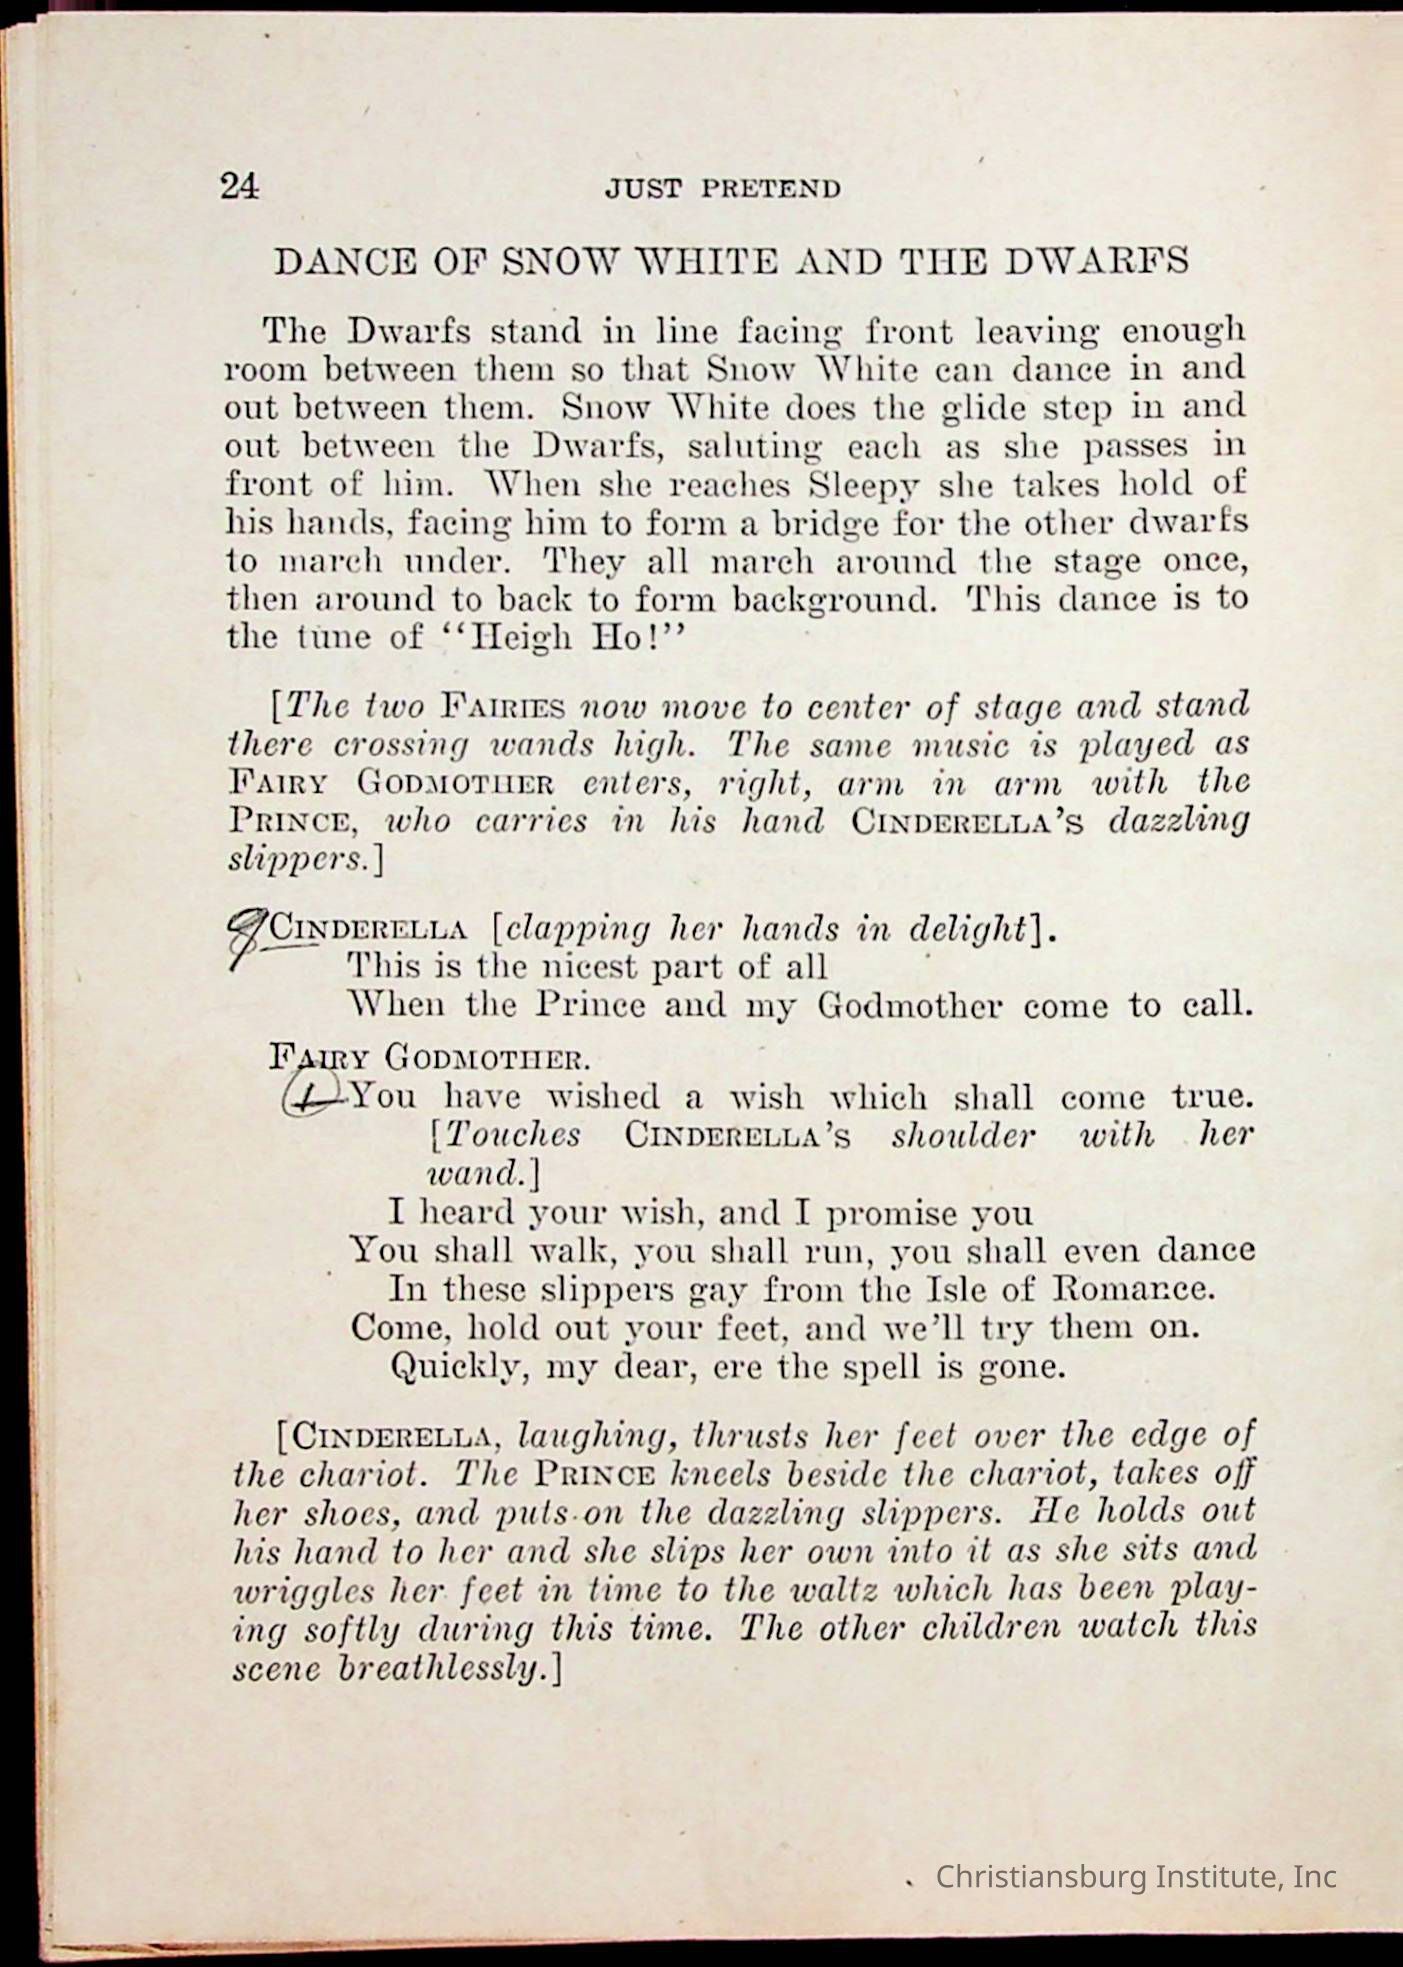 24 JUST PRETEND
DANCE OF SNOW WHITE AND THE DWARFS
The Dwarfs stand in line facing front leaving enough
room between them so that Snow White can dance in and
out between them. Snow White does the glide step in and
out between the Dwarfs, saluting each as she passes in
front of him. When she reaches Sleepy she takes hold of
his hands, facing him to form a bridge for the other dwarfs
to march under. They all march around the stage once,
then around to back to form background. This dance is to
the tune of "Heigh Ho!"
[The two FAIRIES now move to center of stage and stand
there crossing wands high. The same music is played as
FAIRY GODMOTHER enters, right, arm in arm with the
PRINCE, who carries in his hand CINDERELLA'S dazzling
slippers.]
CINDERELLA [clapping her hands in delight].
This is the nicest part of all
When the Prince and my Godmother come to call.
FAIRY GODMOTHER.
You have wished a wish which shall come true.
[Touches CINDERELLA'S shoulder with her
wand.]
I heard your wish, and I promise you
You shall walk, you shall run, you shall even dance
In these slippers gay from the Isle of Romance.
Come, hold out your feet, and we'll try them on.
Quickly, my dear, ere the spell is gone.
[CINDERELLA, laughing, thrusts her feet over the edge of
the chariot. The PRINCE kneels beside the chariot, takes off
her shoes, and puts on the dazzling slippers. He holds out
his hand to her and she slips her own into it as she sits and
wriggles her feet in time to the waltz which has been play-
ing softly during this time. The other children watch this
scene breathlessly.]
Christiansburg Institute, Inc